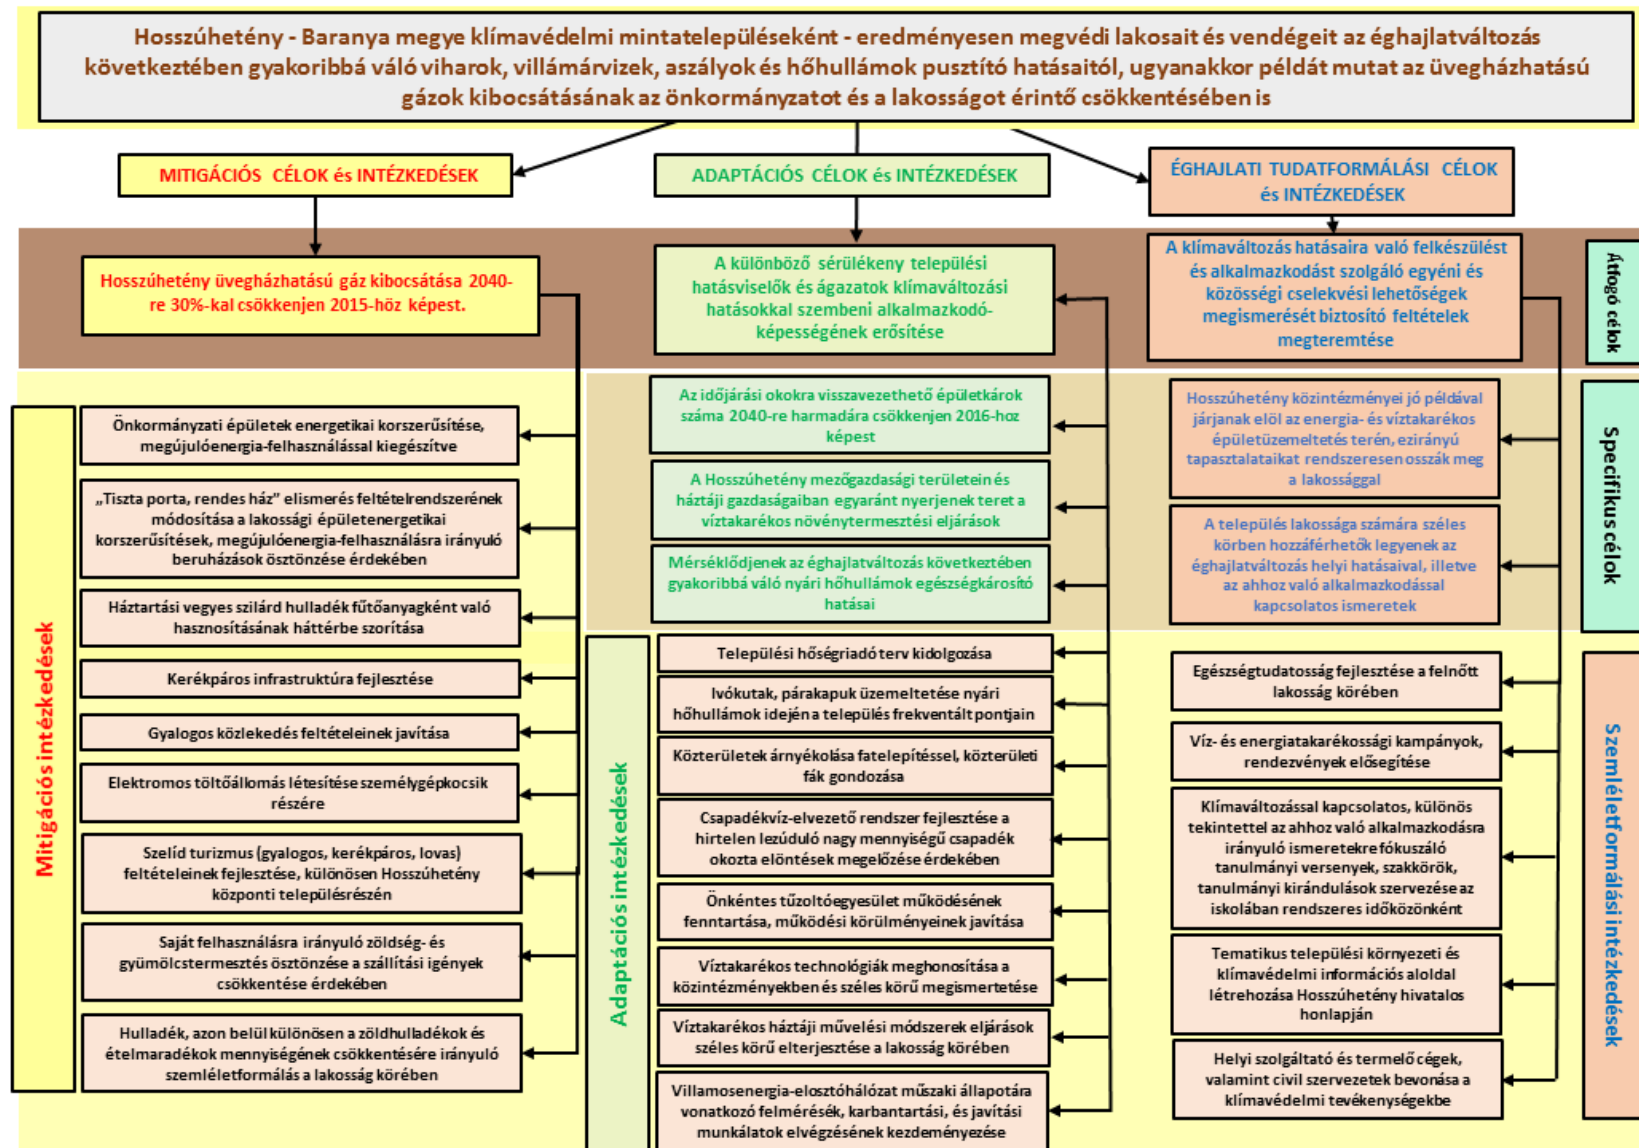 Hosszúhetény - Baranya megye klímavédelmi mintatelepüléseként - eredményesen megvédi lakosait és vendégeit az éghajlatváltozás
következtében gyakoribbá váló viharok, villámárvizek, aszályok és hőhullámok pusztító hatásaitól, ugyanakkor példát mutat az üvegházhatású
gázok kibocsátásának az önkormányzatot és a lakosságot érintő csökkentésében is
MITIGÁCIÓS CÉLOK és INTÉZKEDÉSEK
ADAPTÁCIÓS CÉLOK és INTÉZKEDÉSEK
ÉGHAJLATI TUDATFORMÁLÁSI CÉLOK
és INTÉZKEDÉSEK
Hosszúhetény üvegházhatású gáz kibocsátása 2040-
re 30%-kal csökkenjen 2015-höz képest.
A különböző sérülékeny települési
hatásviselők és ágazatok klímaváltozási
hatásokkal szembeni alkalmazkodó-
képességének erősítése
A klímaváltozás hatásaira való felkészülést
és alkalmazkodást szolgáló egyéni és
közösségi cselekvési lehetőségek
megismerését biztosító feltételek
megteremtése
Átfogó célok
Az időjárási okokra visszavezethető épületkárok
száma 2040-re harmadára csökkenjen 2016-hoz
képest
A Hosszúhetény mezőgazdasági területein és
háztáji gazdaságaiban egyaránt nyerjenek teret a
víztakarékos növénytermesztési eljárások
Mérséklődjenek az éghajlatváltozás következtében
gyakoribbá váló nyári hőhullámok egészségkárosító
hatásai
Hosszúhetény közintézményei jó példával
járjanak elöl az energia- és víztakarékos
épületüzemeltetés terén, ezirányú
tapasztalataikat rendszeresen osszák meg
a lakossággal
A település lakossága számára széles
körben hozzáférhetők legyenek az
éghajlatváltozás helyi hatásaival, illetve
az ahhoz való alkalmazkodással
kapcsolatos ismeretek
Specifikus célok
Mitigációs intézkedések
Önkormányzati épületek energetikai korszerűsítése,
megújulóenergia-felhasználással kiegészítve
„Tiszta porta, rendes ház” elismerés feltételrendszerének
módosítása a lakossági épületenergetikai
korszerűsítések, megújulóenergia-felhasználásra irányuló
beruházások ösztönzése érdekében
Háztartási vegyes szilárd hulladék fűtőanyagként való
hasznosításának háttérbe szorítása
Kerékpáros infrastruktúra fejlesztése
Gyalogos közlekedés feltételeinek javítása
Elektromos töltőállomás létesítése személygépkocsik
részére
Szelíd turizmus (gyalogos, kerékpáros, lovas)
feltételeinek fejlesztése, különösen Hosszúhetény
központi településrészén
Saját felhasználásra irányuló zöldség- és
gyümölcstermesztés ösztönzése a szállítási igények
csökkentése érdekében
Hulladék, azon belül különösen a zöldhulladékok és
ételmaradékok mennyiségének csökkentésére irányuló
szemléletformálás a lakosság körében
Adaptációs intézkedések
Települési hőségriadó terv kidolgozása
Ivókutak, párakapuk üzemeltetése nyári
hőhullámok idején a település frekventált pontjain
Közterületek árnyékolása fatelepítéssel, közterületi
fák gondozása
Csapadékvíz-elvezető rendszer fejlesztése a
hirtelen lezúduló nagy mennyiségű csapadék
okozta elöntések megelőzése érdekében
Önkéntes tűzoltóegyesület működésének
fenntartása, működési körülményeinek javítása
Víztakarékos technológiák meghonosítása a
közintézményekben és széles körű megismertetése
Víztakarékos háztáji művelési módszerek eljárások
széles körű elterjesztése a lakosság körében
Villamosenergia-elosztóhálózat műszaki állapotára
vonatkozó felmérésék, karbantartási, és javítási
munkálatok elvégzésének kezdeményezése
Egészségtudatosság fejlesztése a felnőtt
lakosság körében
Víz- és energiatakarékossági kampányok,
rendezvények elősegítése
Klímaváltozással kapcsolatos, különös
tekintettel az ahhoz való alkalmazkodásra
irányuló ismeretekre fókuszáló
tanulmányi versenyek, szakkörök,
tanulmányi kirándulások szervezése az
iskolában rendszeres időközönként
Tematikus települési környezeti és
klímavédelmi információs aloldal
létrehozása Hosszúhetény hivatalos
honlapján
Helyi szolgáltató és termelő cégek,
valamint civil szervezetek bevonása a
klímavédelmi tevékenységekbe
Szemléletformálási intézkedések